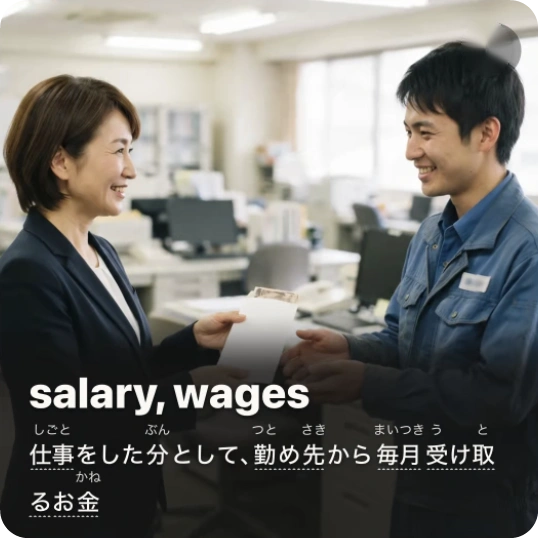 salary, wages
しごと ぶん つと さき まいつき う と
仕事をした分として、勤め先から毎月受け取
かね
るお金